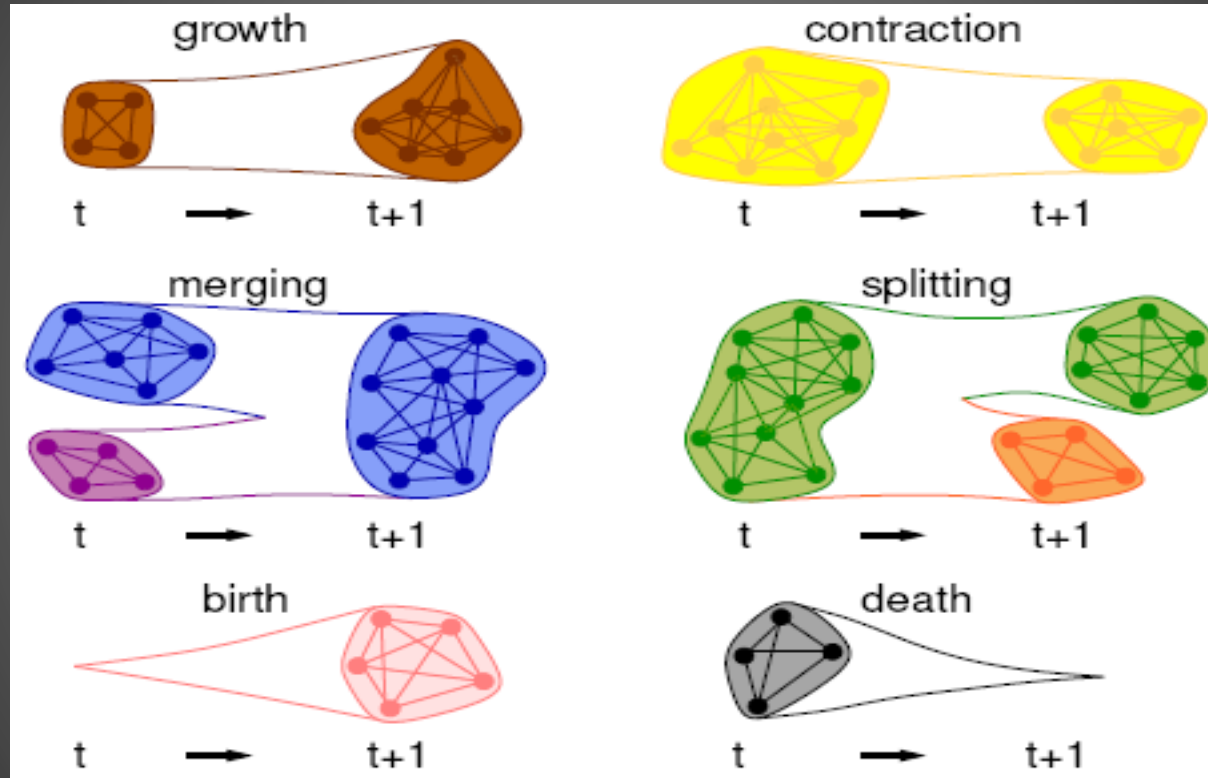 growth
contraction
t → t+1
t → t+1
merging
splitting
t → t+1
t → t+1
birth
death
t → t+1
t → t+1